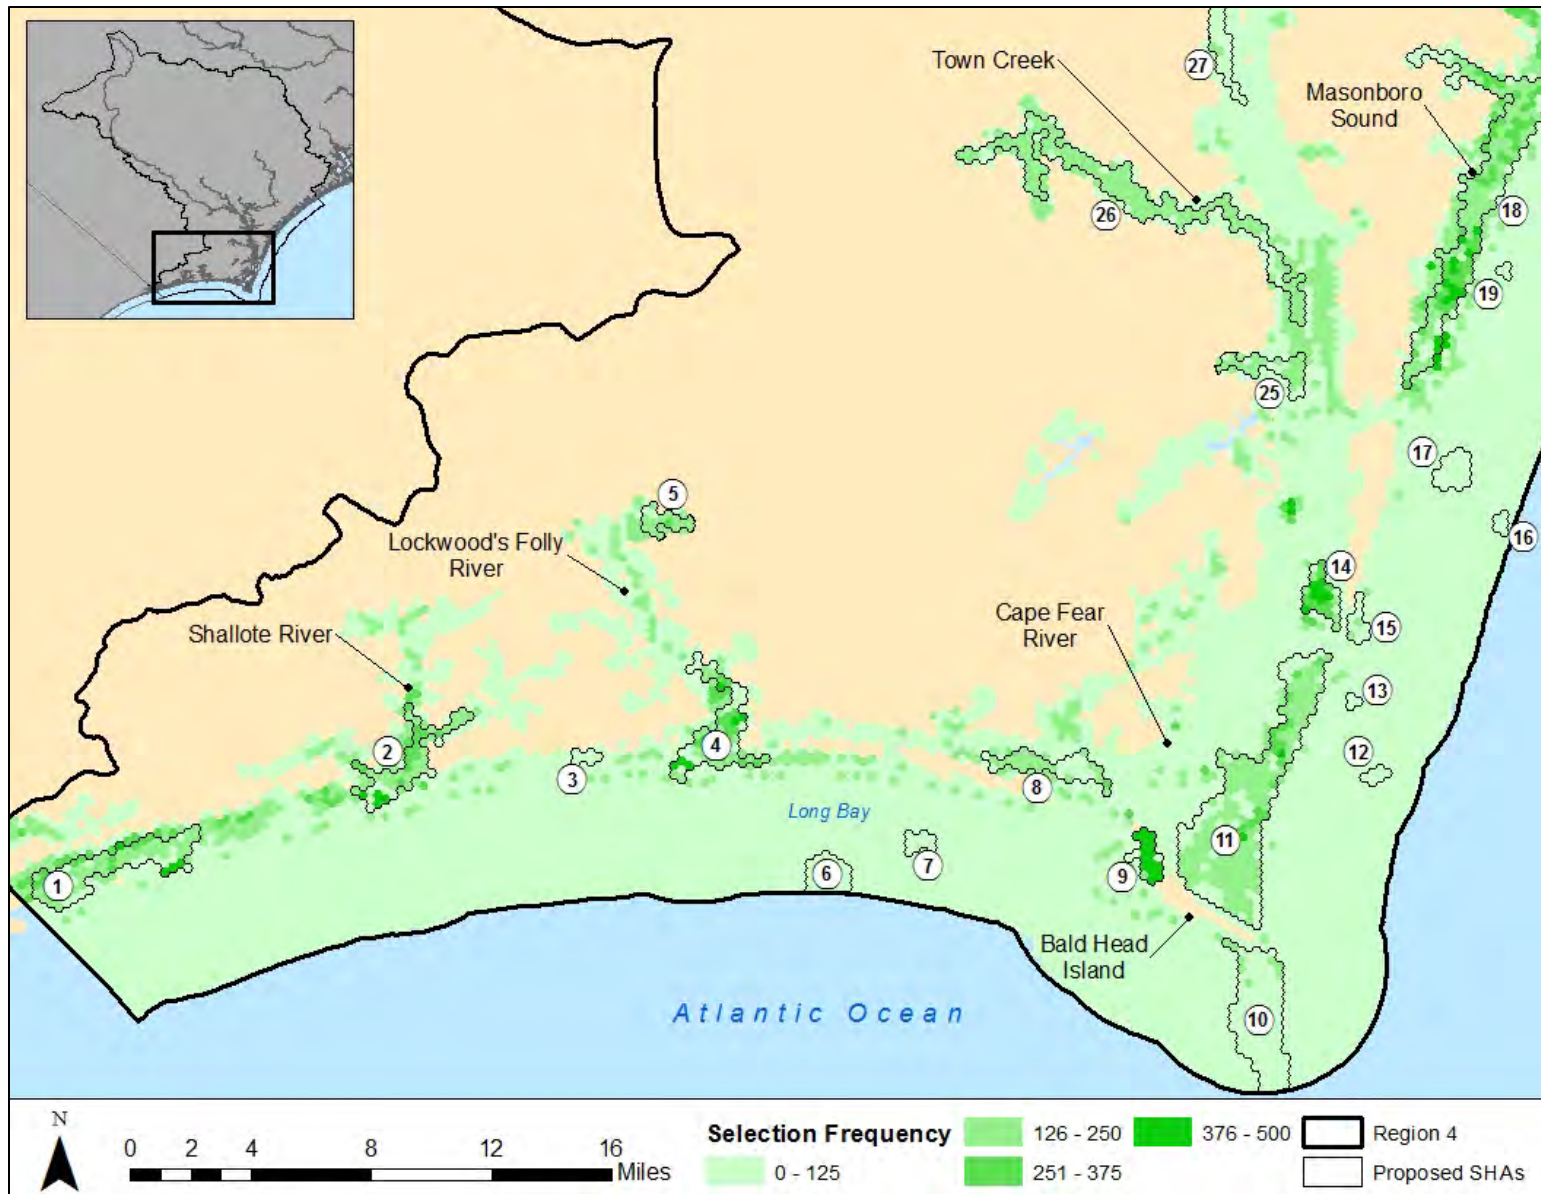 27
Town Creek
Masonboro
Sound
26
18
19
25
17
5
16
Lockwood's Folly
River
14
Cape Fear
River
15
Shallote River
13
2
4
12
3
8
Long Bay
11
1
6
7
9
Bald Head
Island
Atlantic Ocean
10
N
0 2 4 8 12 16
Miles
Selection Frequency
0 - 125
126 - 250
251 - 375
376 - 500
Region 4
Proposed SHAs